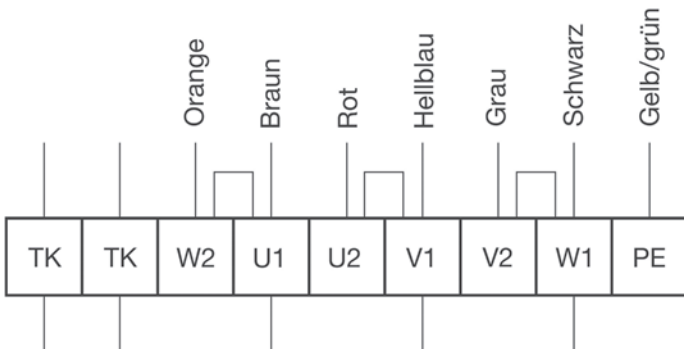 Orange
Braun
Rot
Hellblau
Grau
Schwarz
Gelb/grün
TK TK W2 U1 U2 V1 V2 W1 PE